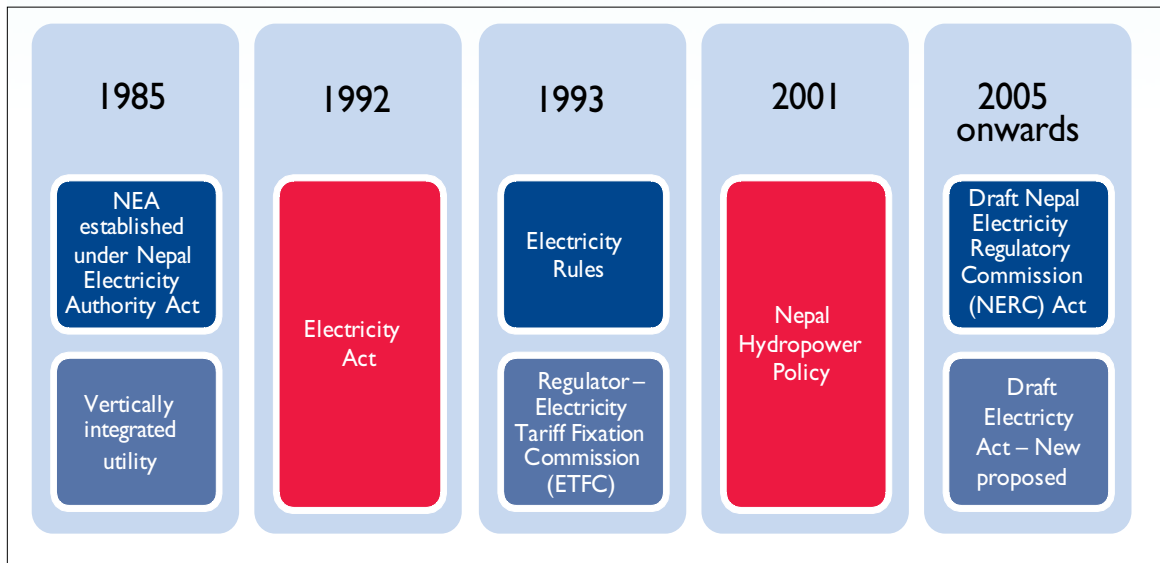 1985
NEA
established
under Nepal
Electricity
Authority Act
Vertically
integrated
utility
1992
Electricity
Act
1993
Electricity
Rules
Regulator –
Electricity
Tariff Fixation
Commission
(ETFC)
2001
Nepal
Hydropower
Policy
2005
onwards
Draft Nepal
Electricity
Regulatory
Commission
(NERC) Act
Draft
Electricty
Act – New
proposed